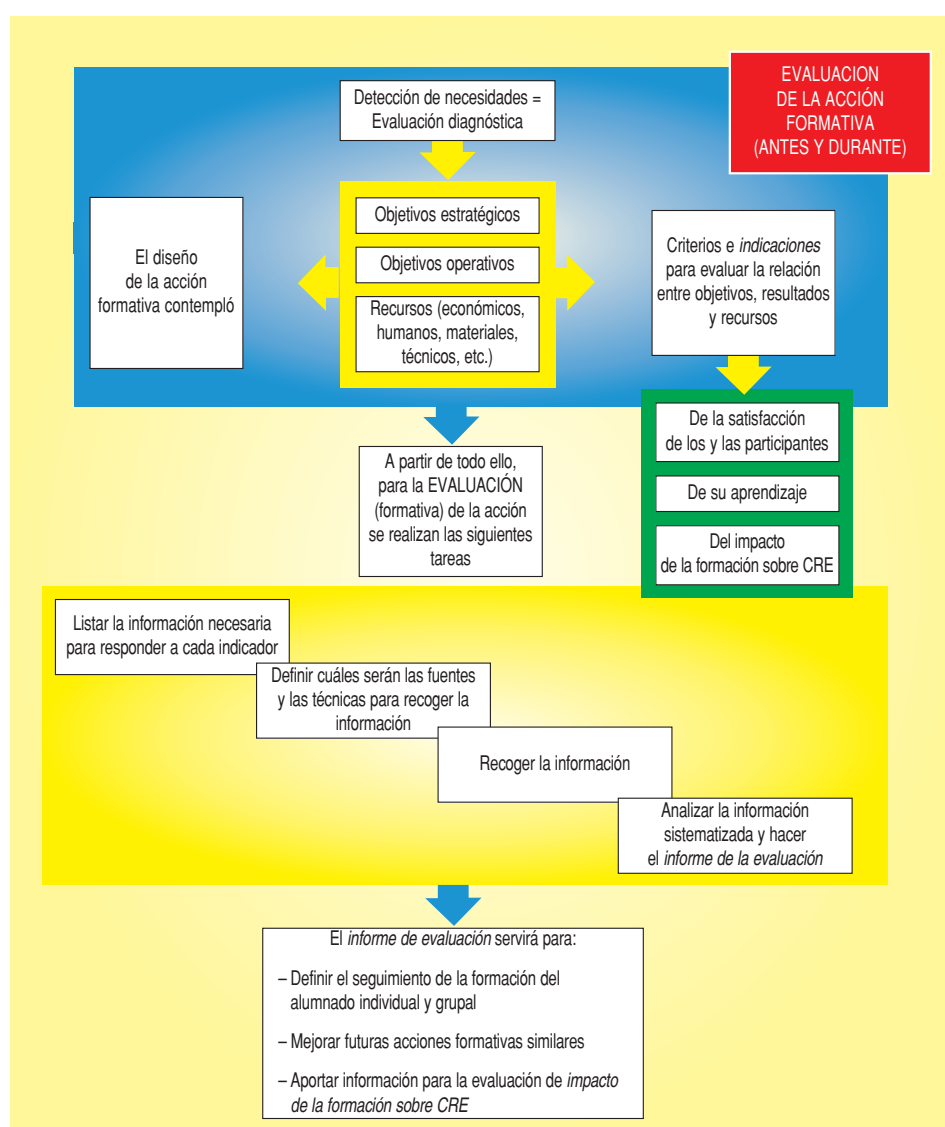 EVALUACION
DE LA ACCIÓN
FORMATIVA
(ANTES Y DURANTE)
Detección de necesidades =
Evaluación diagnóstica
El diseño
de la acción
formativa contempló
Objetivos estratégicos
Objetivos operativos
Recursos (económicos,
humanos, materiales,
técnicos, etc.)
Criterios e indicaciones
para evaluar la relación
entre objetivos, resultados
y recursos
De la satisfacción
de los y las participantes
De su aprendizaje
Del impacto
de la formación sobre CRE
A partir de todo ello,
para la EVALUACIÓN
(formativa) de la acción
se realizan las siguientes
tareas
Listar la información necesaria
para responder a cada indicador
Definir cuáles serán las fuentes
y las técnicas para recoger la
información
Recoger la información
Analizar la información
sistematizada y hacer
el informe de la evaluación
El informe de evaluación servirá para:
– Definir el seguimiento de la formación del
alumnado individual y grupal
– Mejorar futuras acciones formativas similares
– Aportar información para la evaluación de impacto
de la formación sobre CRE